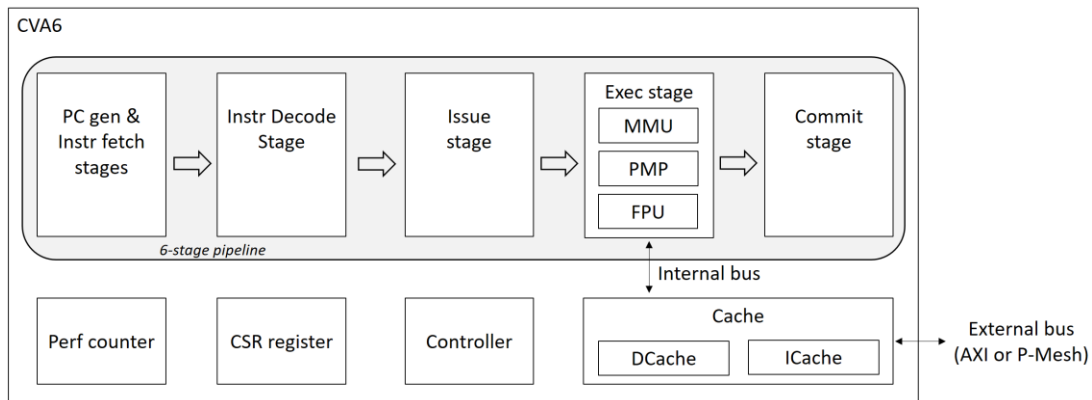 CVA6
PC gen &
Instr fetch
stages
Instr Decode
Stage
Issue
stage
Exec stage
MMU
PMP
FPU
Commit
stage
6-stage pipeline
Internal bus
Perf counter
CSR register
Controller
Cache
DCache
ICache
External bus
(AXI or P-Mesh)